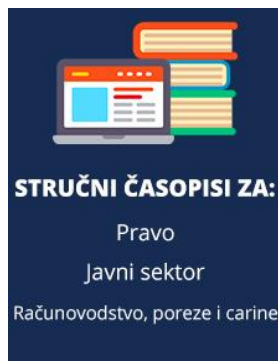 STRUČNI ČASOPISI ZA:
Pravo
Javni sektor
Računovodstvo, poreze i carine